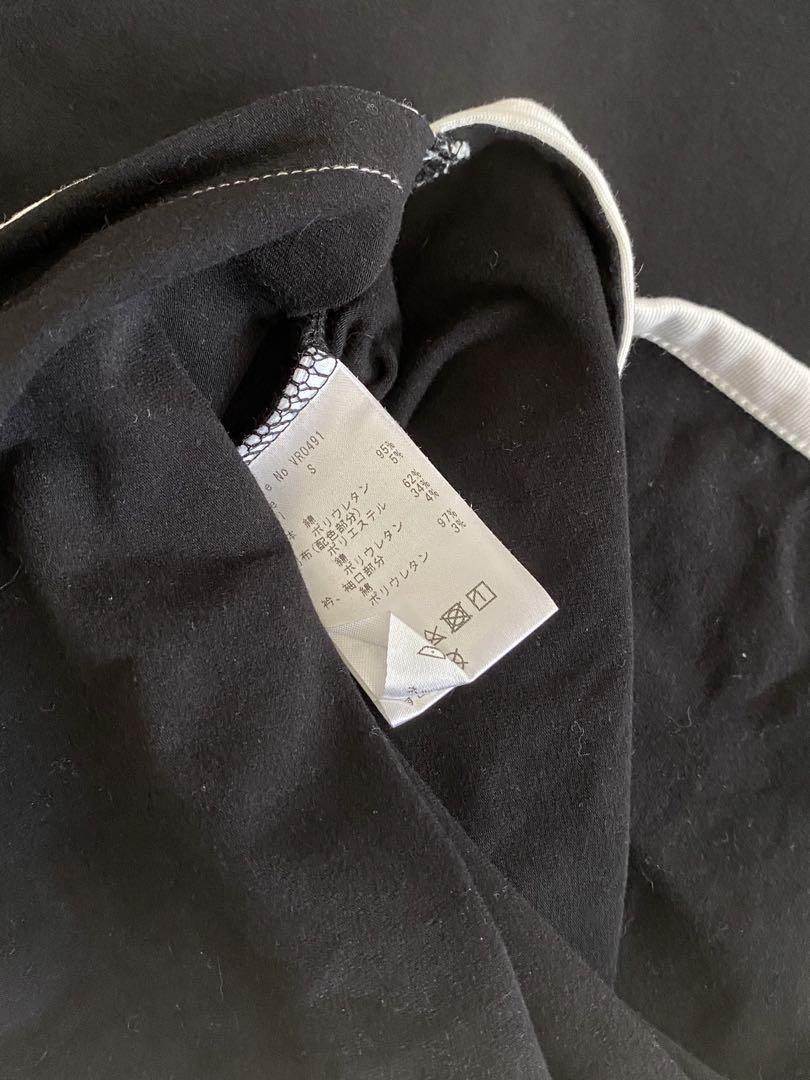 e No VR0491
S
綿 95%
ポリウレタン 5%
布(配色部分)
ポリエステル 62%
綿 34%
ポリウレタン 4%
衿、袖口部分
綿 97%
ポリウレタン 3%